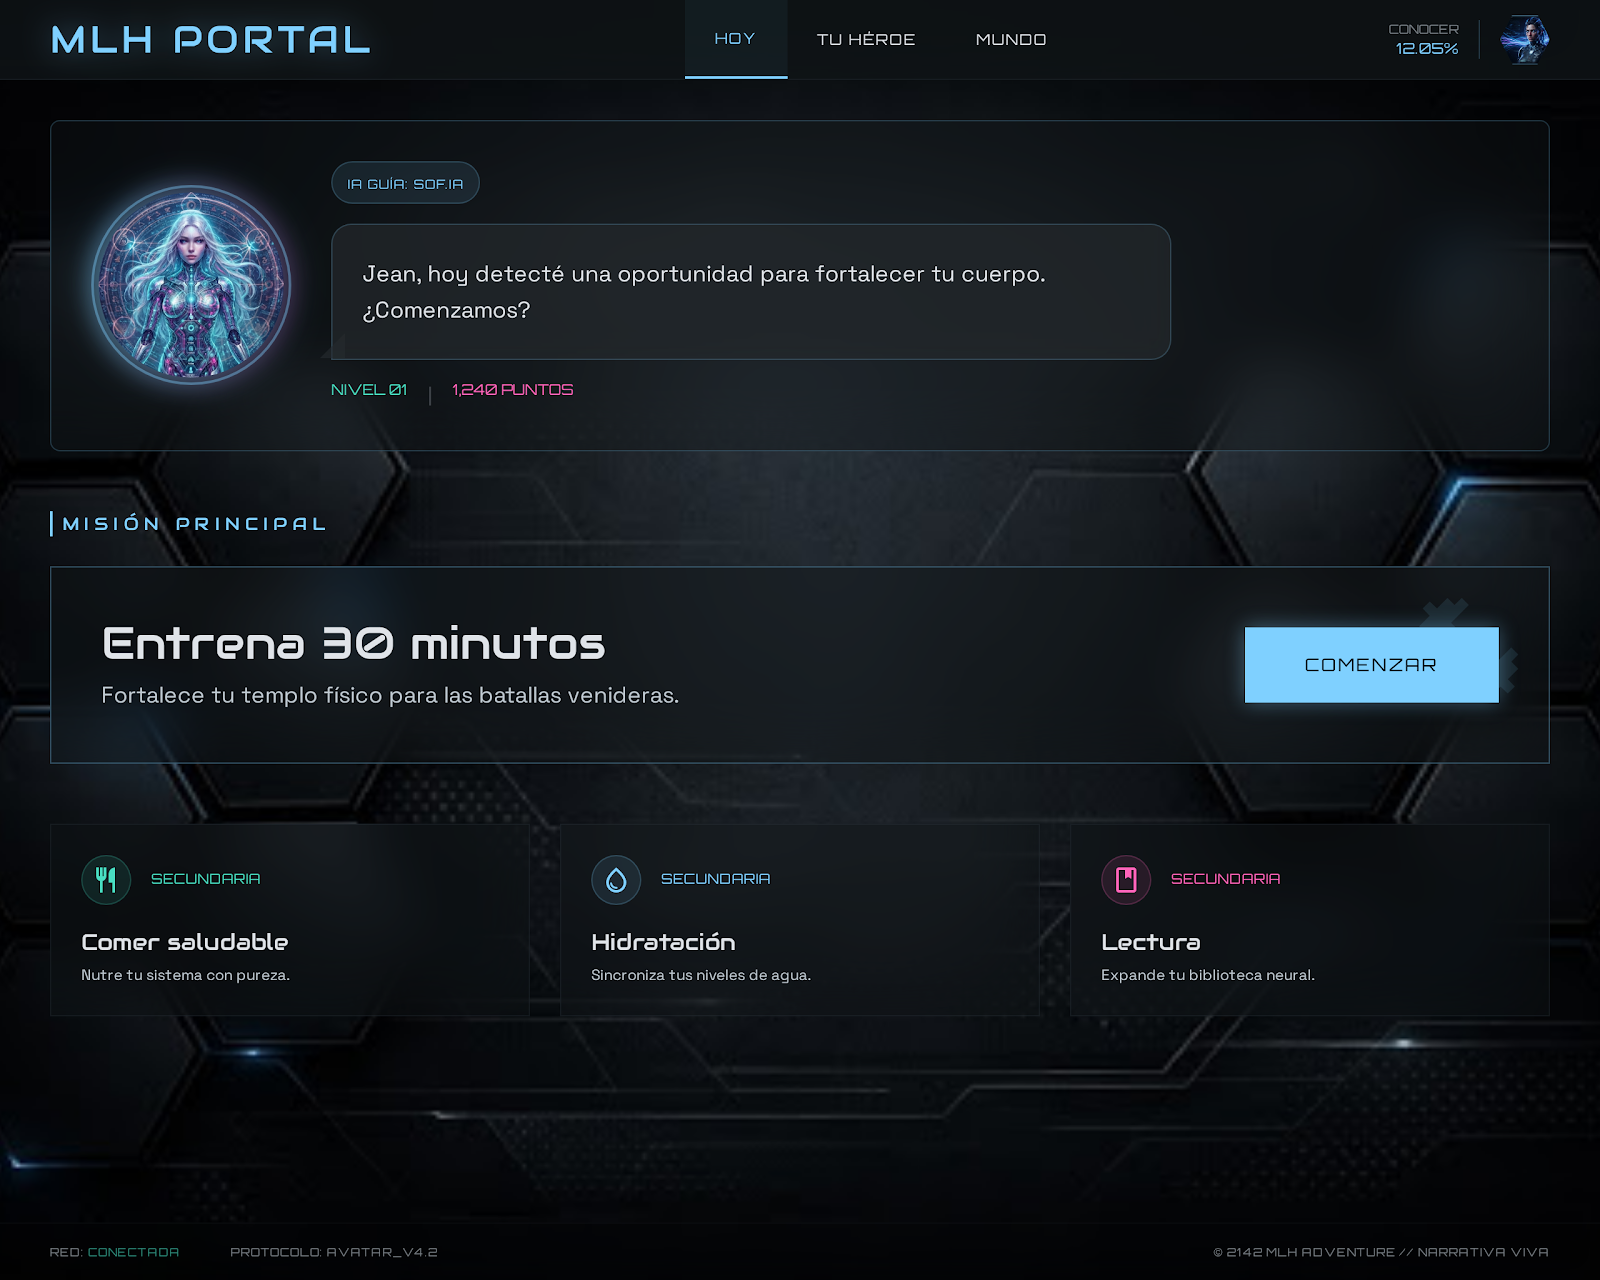 MLH PORTAL
HOY
TU HÉROE
MUNDO
CONOCER
12.05%
IA GUÍA: SOF.IA
Jean, hoy detecté una oportunidad para fortalecer tu cuerpo.
¿Comenzamos?
NIVEL 01
1,240 PUNTOS
MISIÓN PRINCIPAL
Entrena 30 minutos
Fortalece tu templo físico para las batallas venideras.
COMENZAR
SECUNDARIA
Comer saludable
Nutre tu sistema con pureza.
SECUNDARIA
Hidratación
Sincroniza tus niveles de agua.
SECUNDARIA
Lectura
Expande tu biblioteca neural.
RED: CONECTADA
PROTOCOLO: AVATAR_V4.2
© 2142 MLH ADVENTURE // NARRATIVA VIVA